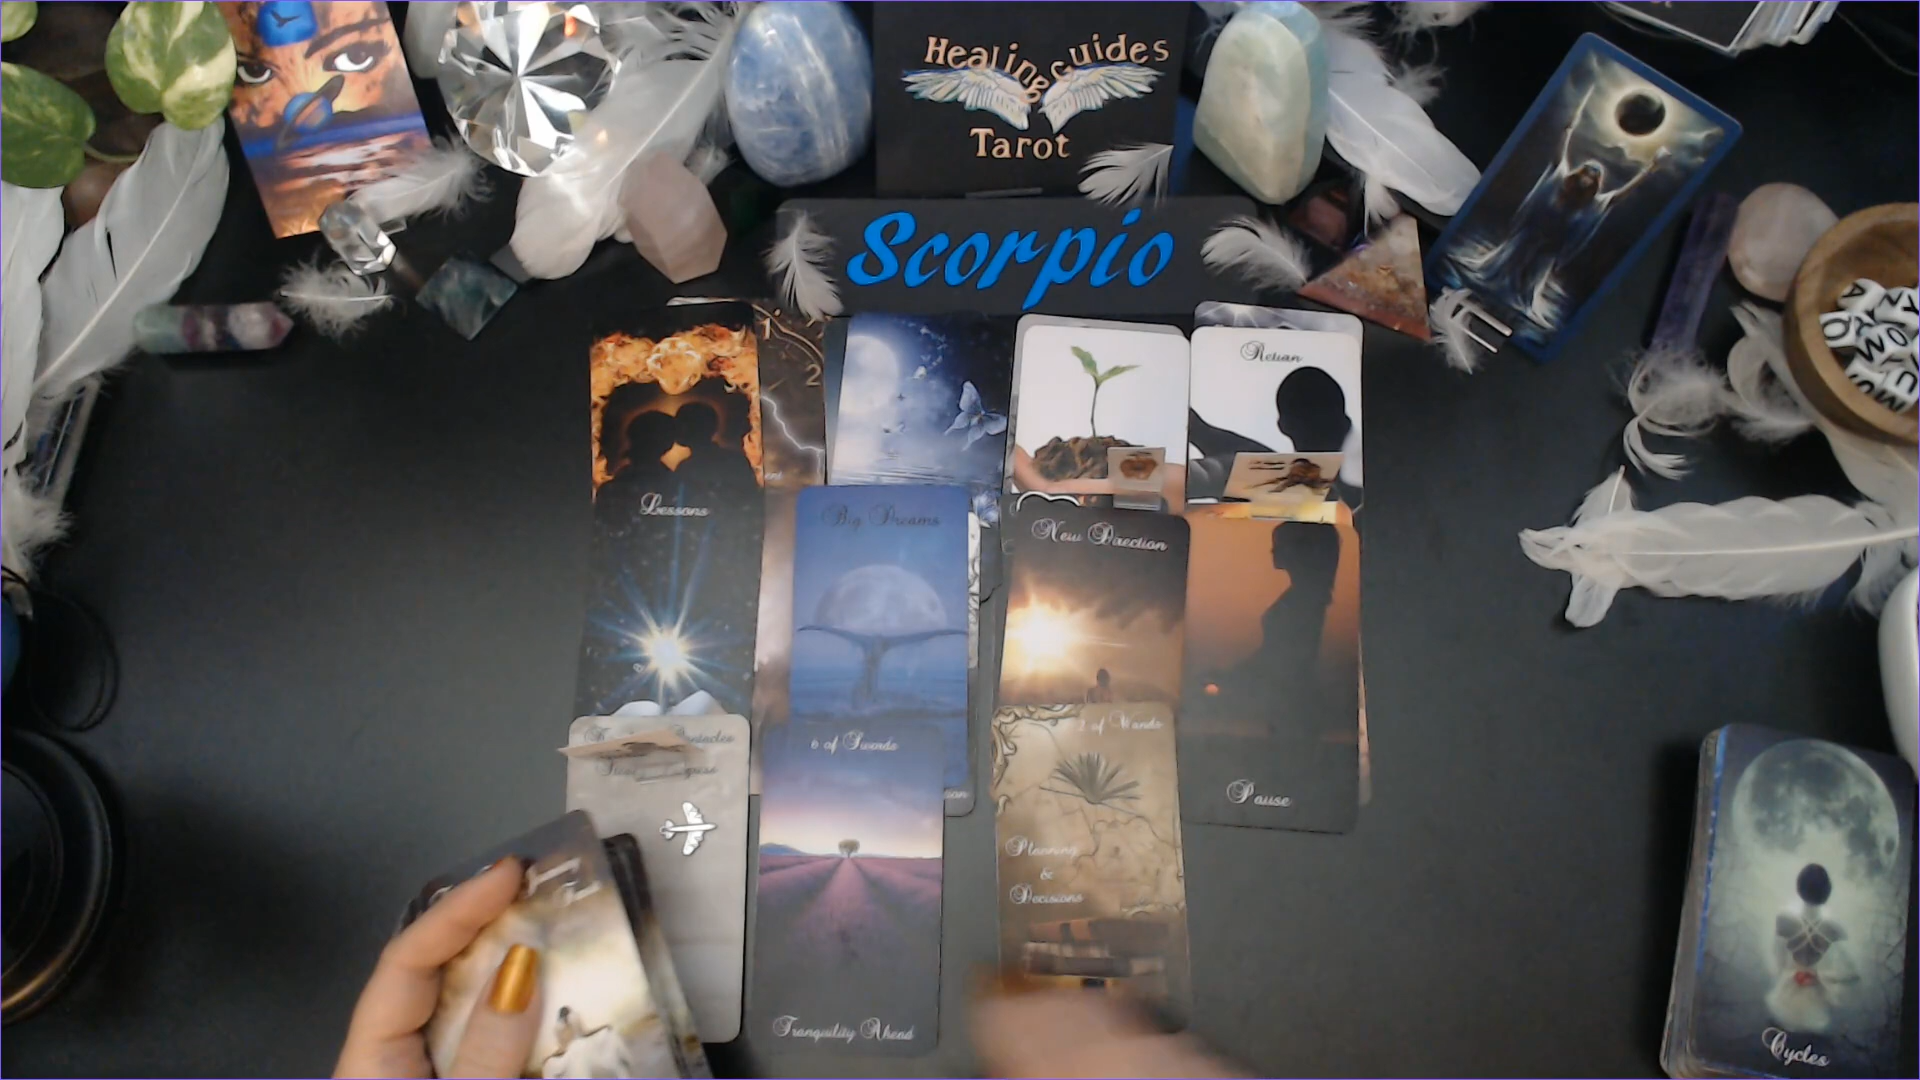 Healing Guides
Tarot
Scorpio
Return
12
Lessons
Big Dreams
New Direction
6 of Swords
2 of Wands
Pause
Planning
&
Decisions
Tranquility Ahead
Cycles